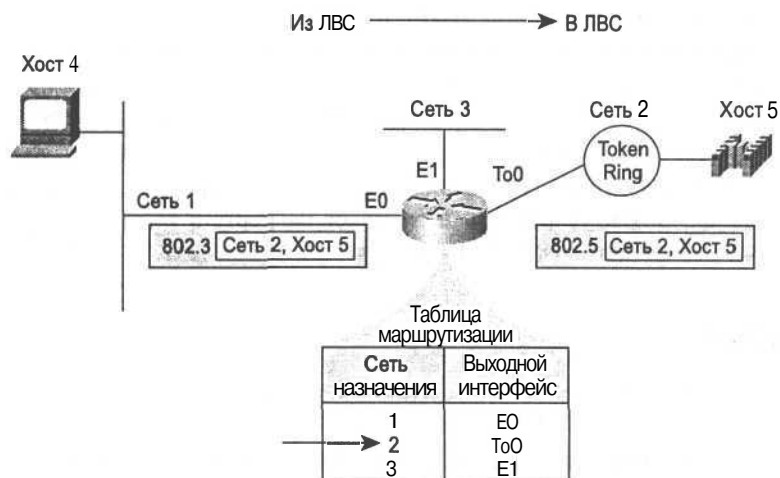 Из ЛВС В ЛВС
Хост 4
Сеть 3
Сеть 2
Хост 5
Token
Ring
E1
To0
Сеть 1
E0
802.3 Сеть 2, Хост 5
802.5 Сеть 2, Хост 5
Таблица
маршрутизации
Сеть
назначения
Выходной
интерфейс
1 EO
2 ToO
3 E1